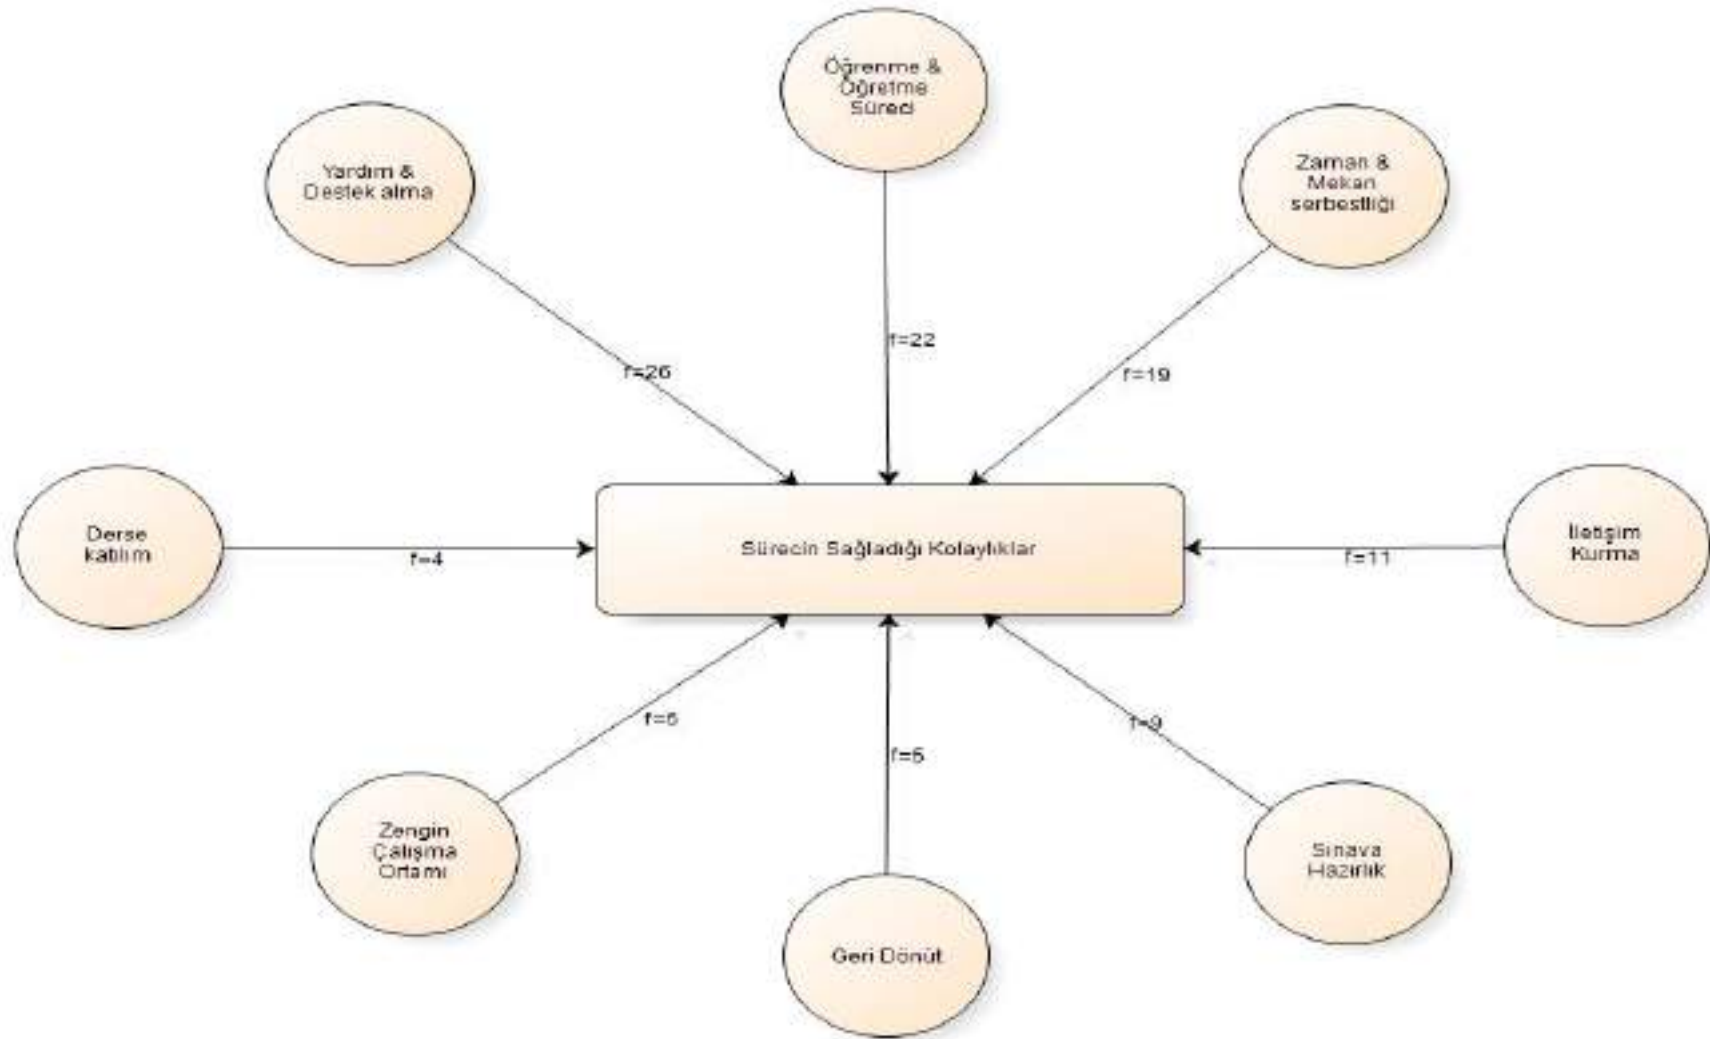 Öğrenme &
Öğretme
Süreci
Yardım &
Destek alma
Zaman &
Mekan
serbestliği
f=22
f=26
f=19
Derse
katılım
Sürecin Sağladığı Kolaylıklar
İletişim
Kurma
f=4
f=11
f=9
Zengin
Çalışma
Ortamı
Sınava
Hazırlık
Geri Dönüt